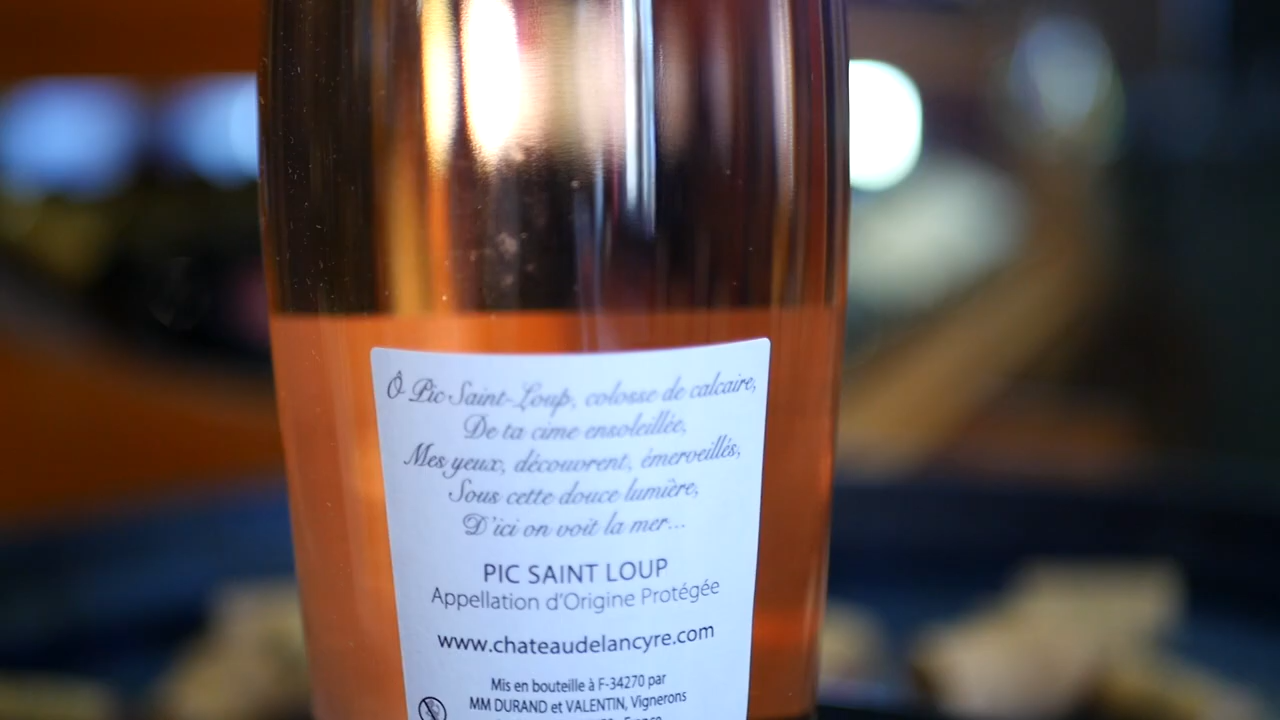 Ô Pic Saint-Loup, colosse de calcaire,
De ta cime ensoleillée,
Mes yeux, découvrent, émerveillés,
Sous cette douce lumière,
D'ici on voit la mer...
PIC SAINT LOUP
Appellation d'Origine Protégée
www.chateaudelancyre.com
Mis en bouteille à F-34270 par
MM DURAND et VALENTIN, Vignerons
France